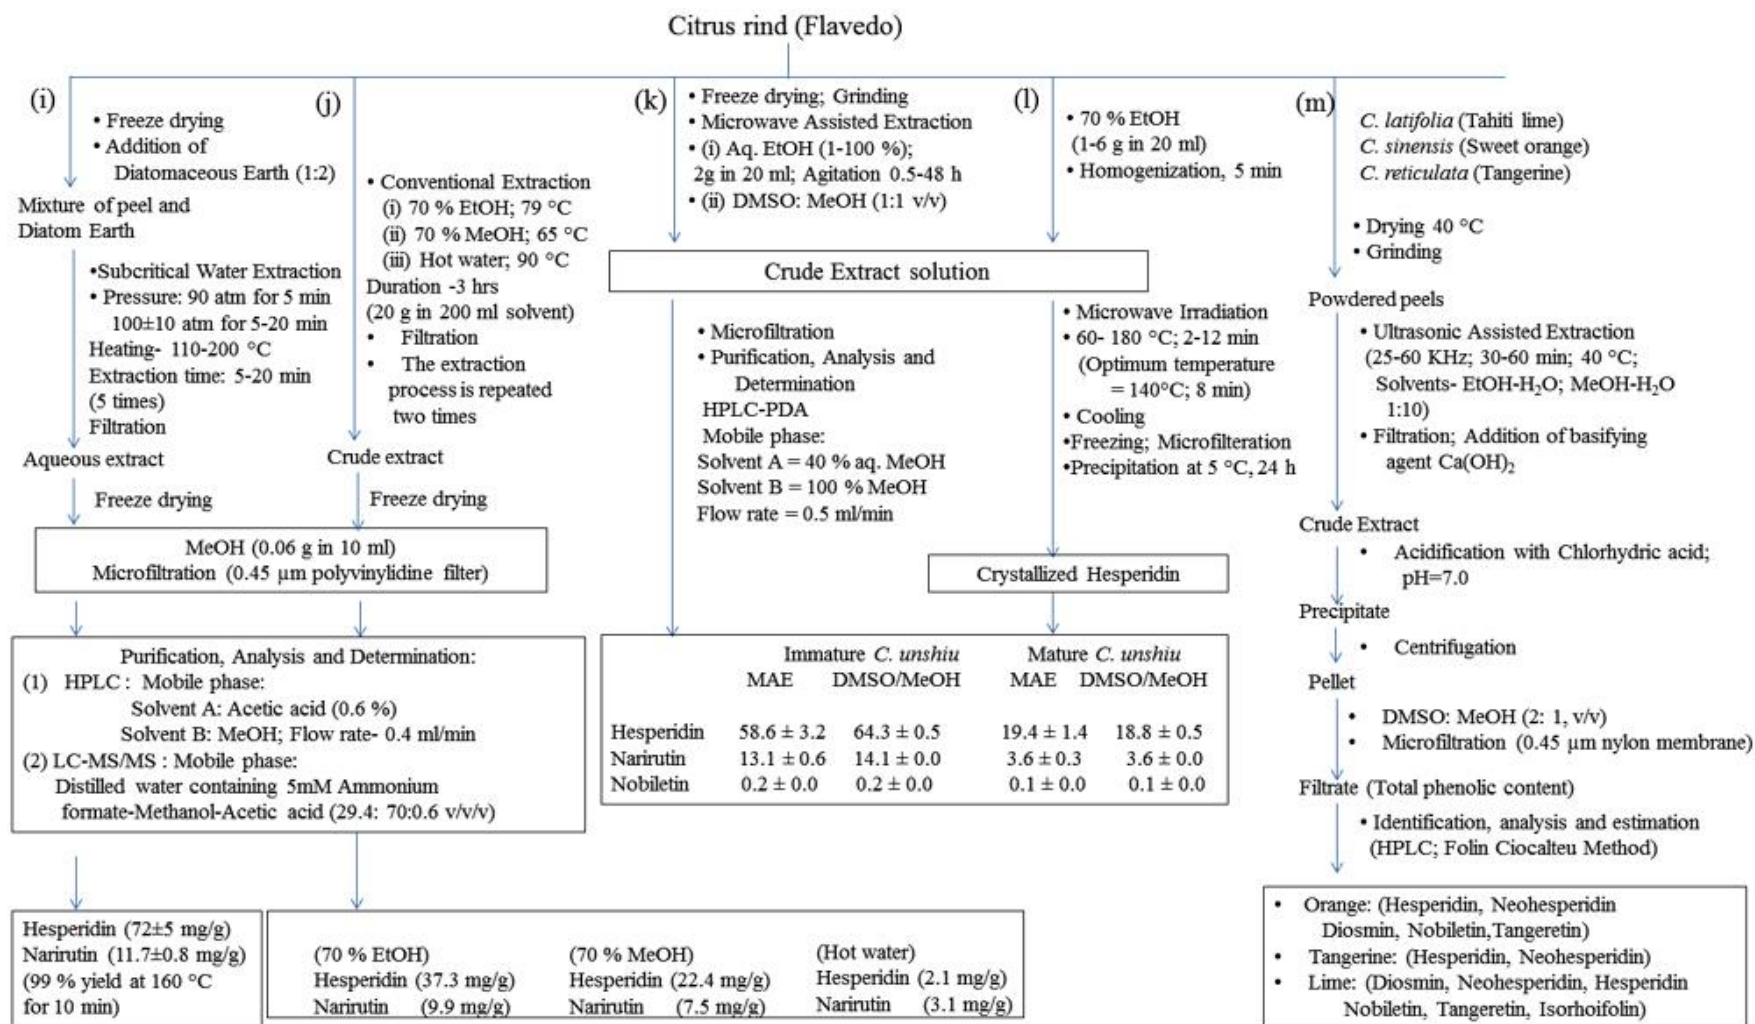 Citrus rind (Flavedo)
(i)
• Freeze drying
• Addition of
Diatomaceous Earth (1:2)
Mixture of peel and
Diatom Earth
•Subcritical Water Extraction
• Pressure: 90 atm for 5 min
100±10 atm for 5-20 min
Heating- 110-200 °C
Extraction time: 5-20 min
(5 times)
Filtration
Aqueous extract
Freeze drying
(j)
• Conventional Extraction
(i) 70 % EtOH; 79 °C
(ii) 70 % MeOH; 65 °C
(iii) Hot water; 90 °C
Duration -3 hrs
(20 g in 200 ml solvent)
• Filtration
• The extraction
process is repeated
two times
Crude extract
Freeze drying
MeOH (0.06 g in 10 ml)
Microfiltration (0.45 µm polyvinylidine filter)
Purification, Analysis and Determination:
(1) HPLC : Mobile phase:
Solvent A: Acetic acid (0.6 %)
Solvent B: MeOH; Flow rate- 0.4 ml/min
(2) LC-MS/MS : Mobile phase:
Distilled water containing 5mM Ammonium
formate-Methanol-Acetic acid (29.4: 70:0.6 v/v/v)
Hesperidin (72±5 mg/g)
Narirutin (11.7±0.8 mg/g)
(99 % yield at 160 °C
for 10 min)
(70 % EtOH) (70 % MeOH) (Hot water)
Hesperidin (37.3 mg/g) Hesperidin (22.4 mg/g) Hesperidin (2.1 mg/g)
Narirutin (9.9 mg/g) Narirutin (7.5 mg/g) Narirutin (3.1 mg/g)
(k)
• Freeze drying; Grinding
• Microwave Assisted Extraction
• (i) Aq. EtOH (1-100 %);
2g in 20 ml; Agitation 0.5-48 h
• (ii) DMSO: MeOH (1:1 v/v)
(l)
• 70 % EtOH
(1-6 g in 20 ml)
• Homogenization, 5 min
Crude Extract solution
• Microfiltration
• Purification, Analysis and
Determination
HPLC-PDA
Mobile phase:
Solvent A = 40 % aq. MeOH
Solvent B = 100 % MeOH
Flow rate = 0.5 ml/min
• Microwave Irradiation
• 60- 180 °C; 2-12 min
(Optimum temperature
= 140°C; 8 min)
• Cooling
•Freezing; Microfilteration
•Precipitation at 5 °C, 24 h
Crystallized Hesperidin
Immature C. unshiu Mature C. unshiu
MAE DMSO/MeOH MAE DMSO/MeOH
Hesperidin 58.6 ± 3.2 64.3 ± 0.5 19.4 ± 1.4 18.8 ± 0.5
Narirutin 13.1 ± 0.6 14.1 ± 0.0 3.6 ± 0.3 3.6 ± 0.0
Nobiletin 0.2 ± 0.0 0.2 ± 0.0 0.1 ± 0.0 0.1 ± 0.0
(m)
C. latifolia (Tahiti lime)
C. sinensis (Sweet orange)
C. reticulata (Tangerine)
• Drying 40 °C
• Grinding
Powdered peels
• Ultrasonic Assisted Extraction
(25-60 KHz; 30-60 min; 40 °C;
Solvents- EtOH-H₂O; MeOH-H₂O
1:10)
• Filtration; Addition of basifying
agent Ca(OH)₂
Crude Extract
• Acidification with Chlorhydric acid;
pH=7.0
Precipitate
• Centrifugation
Pellet
• DMSO: MeOH (2: 1, v/v)
• Microfiltration (0.45 µm nylon membrane)
Filtrate (Total phenolic content)
• Identification, analysis and estimation
(HPLC; Folin Ciocalteu Method)
• Orange: (Hesperidin, Neohesperidin
Diosmin, Nobiletin,Tangeretin)
• Tangerine: (Hesperidin, Neohesperidin)
• Lime: (Diosmin, Neohesperidin, Hesperidin
Nobiletin, Tangeretin, Isorhoifolin)